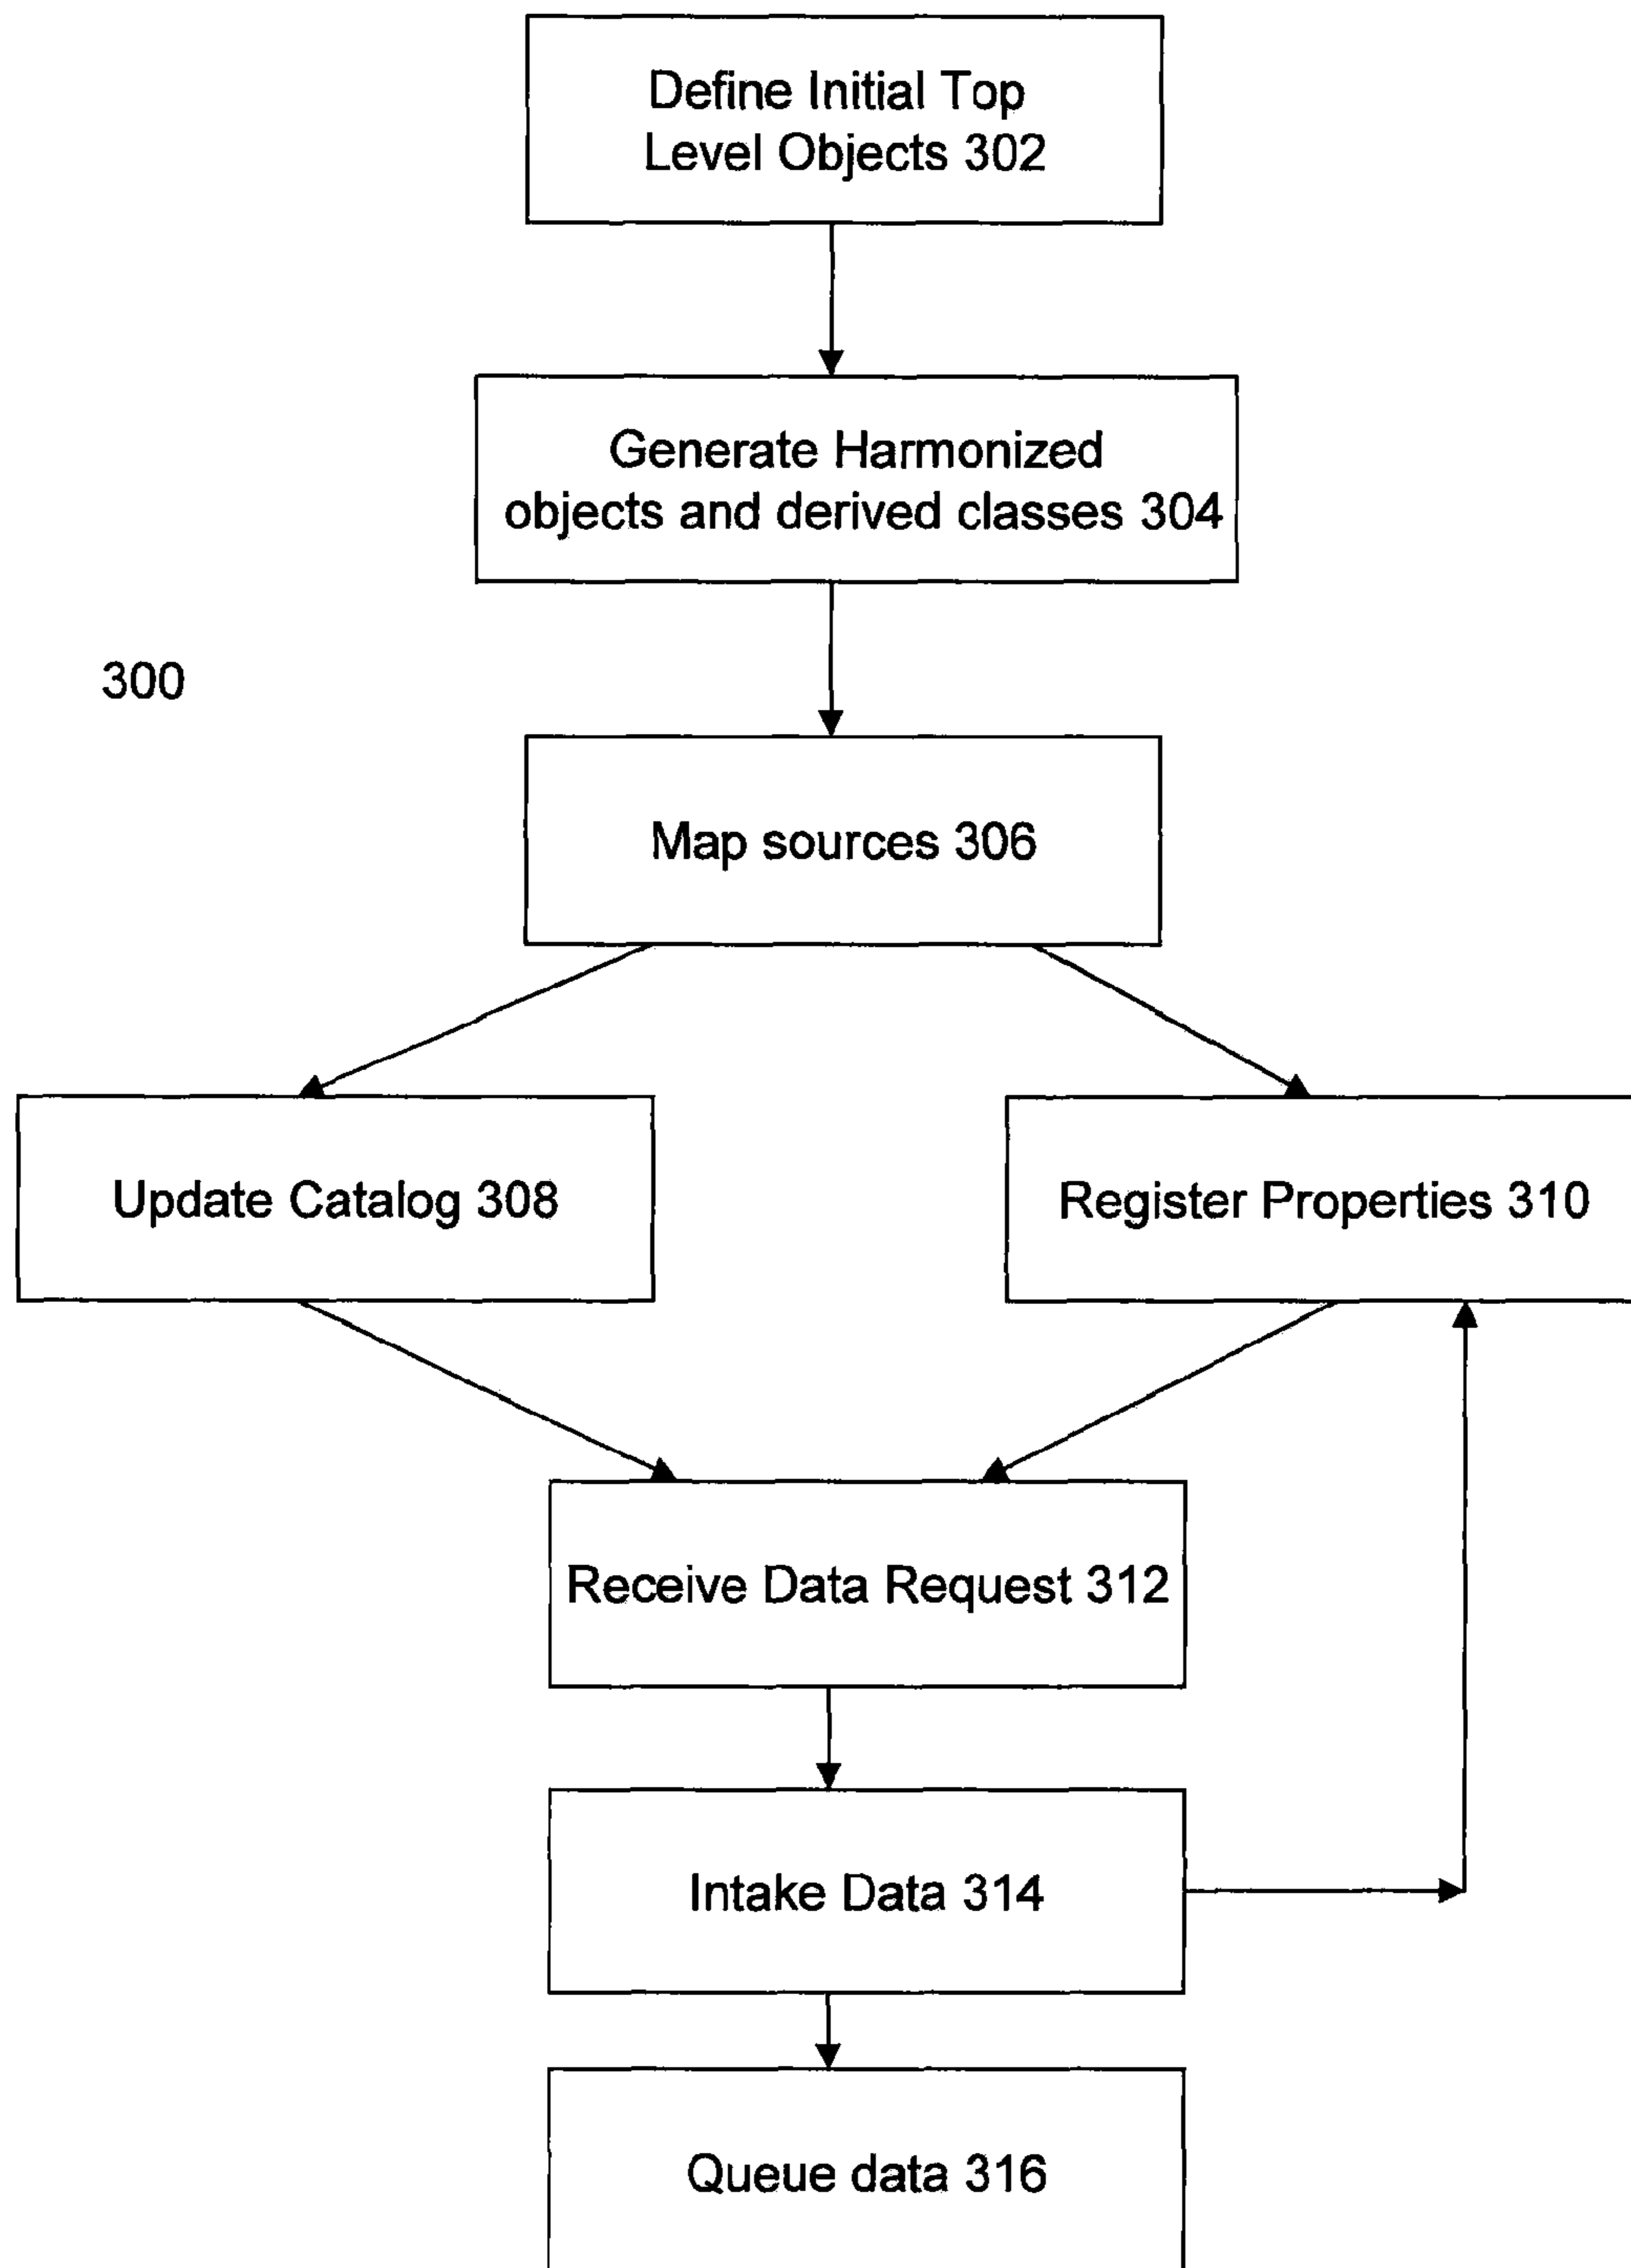 Define Initial Top
Level Objects 302
Generate Harmonized
objects and derived classes 304
300
Map sources 306
Update Catalog 308
Register Properties 310
Receive Data Request 312
Intake Data 314
Queue data 316